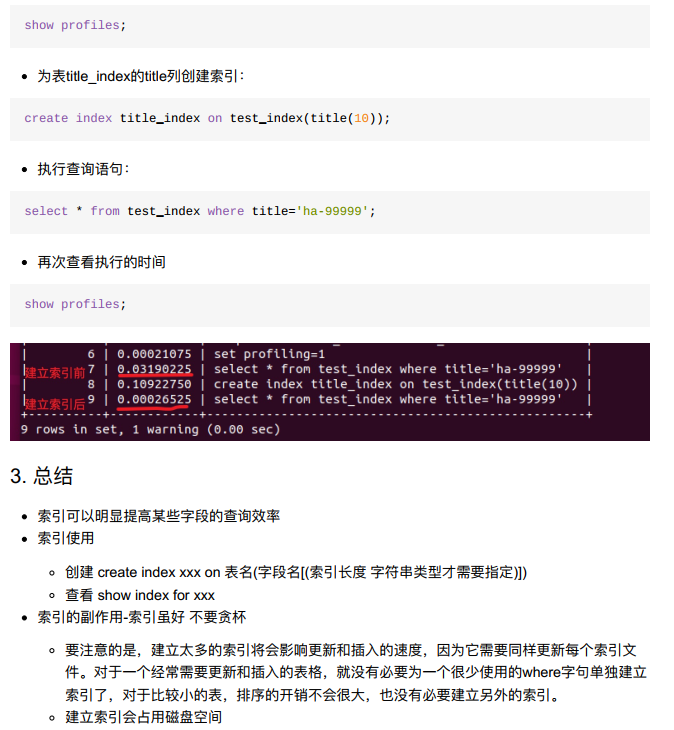 show profiles;
为表title_index的title列创建索引：
create index title_index on test_index(title(10));
执行查询语句：
select * from test_index where title='ha-99999';
再次查看执行的时间
show profiles;
| 6 | 0.00021075 | set profiling=1 |
建立索引前 7 | 0.03190225 | select * from test_index where title='ha-99999' |
| 8 | 0.10922750 | create index title_index on test_index(title(10)) |
建立索引后 9 | 0.00026525 | select * from test_index where title='ha-99999' |
+----------+------------+---------------------------------------------------+
9 rows in set, 1 warning (0.00 sec)
3. 总结
索引可以明显提高某些字段的查询效率
索引使用
创建 create index xxx on 表名(字段名[(索引长度 字符串类型才需要指定)])
查看 show index for xxx
索引的副作用-索引虽好 不要贪杯
要注意的是，建立太多的索引将会影响更新和插入的速度，因为它需要同样更新每个索引文
件。对于一个经常需要更新和插入的表格，就没有必要为一个很少使用的where字句单独建立
索引了，对于比较小的表，排序的开销不会很大，也没有必要建立另外的索引。
建立索引会占用磁盘空间